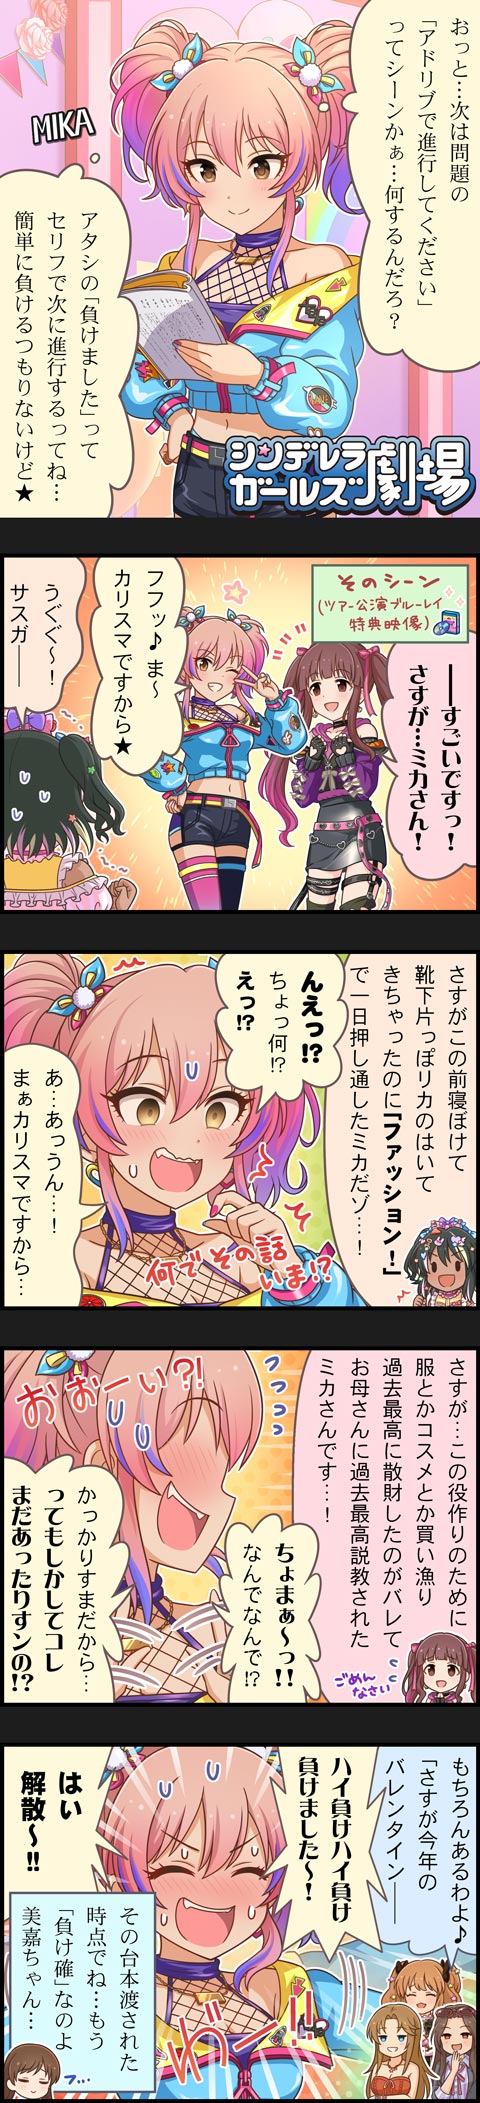 おっと…次は問題の
「アドリブで進行してください」
ってシーンかぁ…何するんだろ?
MIKA
アタシの「負けました」って
セリフで次に進行するってね…
簡単に負けるつもりないけど★
シンデレラ
ガールズ劇場
そのシーン
(ツアー公演ブルーレイ
特典映像)
――すごいですっ!
さすが…ミカさん!
フフッ♪ ま〜
カリスマですから★
うぐぐ〜!
サスガ――
さすがこの前寝ぼけて
靴下片っぽリカのはいて
きちゃったのに「ファッション!」
で一日押し通したミカだゾ…!
んえっ!?
ちょっ何!?
えっ!?
何でその話
いま!?
あ…あっうん…!
まぁカリスマですから…
さすが…この役作りのために
服とかコスメとか買い漁り
過去最高に散財したのがバレて
お母さんに過去最高説教された
ミカさんです…!
ごめん
なさい
おおーい?!
ちょまぁ〜っ!!
なんでなんで!?
かっかりすまだから…
ってもしかしてコレ
まだあったりすンの!?
もちろんあるわよ♪
「さすが今年の
バレンタイン――
ハイ負けハイ負け
負けました〜!
はい
解散〜!!
がーー!!
その台本渡された
時点でね…もう
「負け確」なのよ
美嘉ちゃん…
フフ…